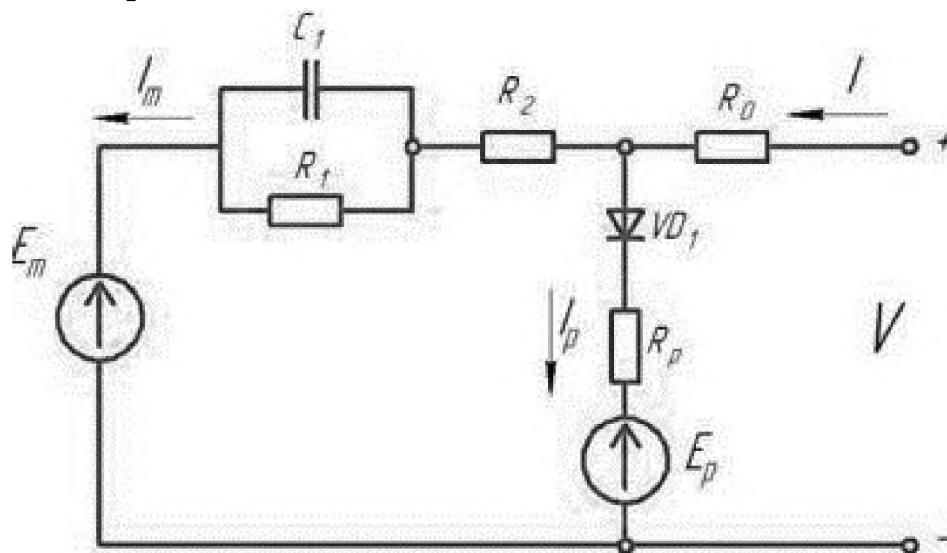 C₁
Iₘ
R₂
R₀
I
+
R₁
VD₁
Eₘ
Iₚ
Rₚ
V
Eₚ
-